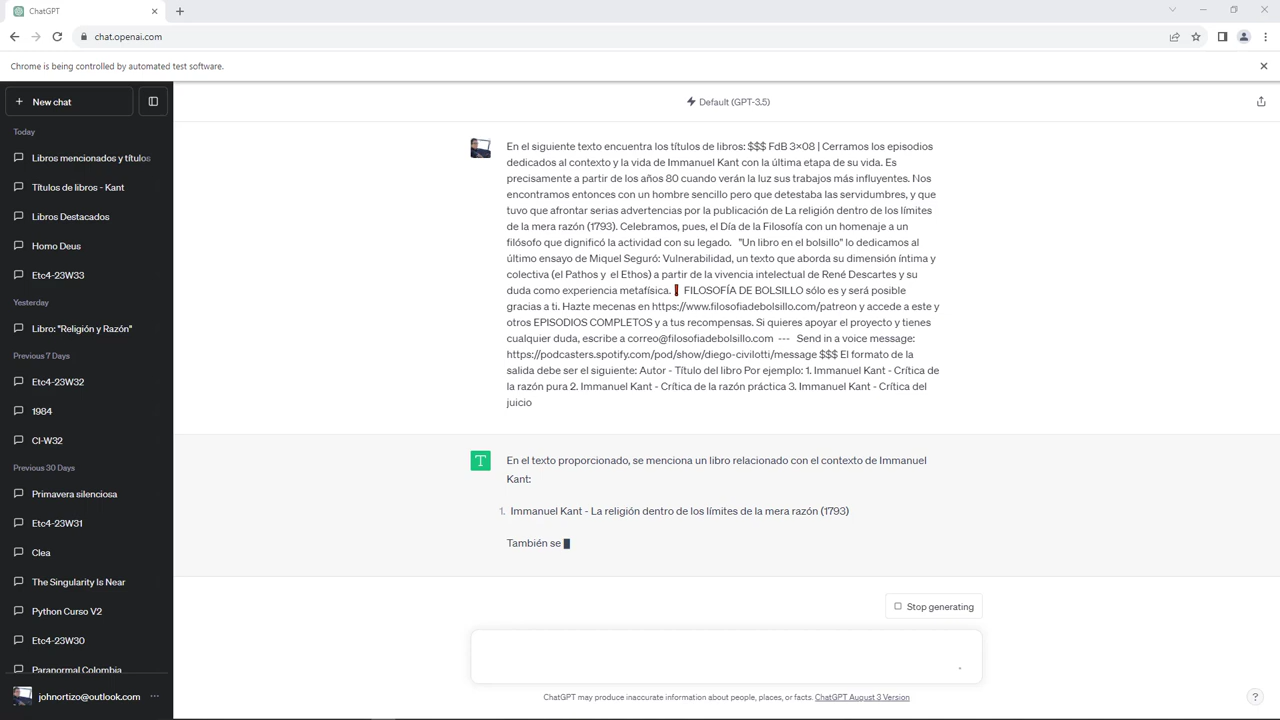 ChatGPT
chat.openai.com
Chrome is being controlled by automated test software.
New chat
Today
Libros mencionados y títulos
Títulos de libros - Kant
Libros Destacados
Homo Deus
Etc4-23W33
Yesterday
Libro: "Religión y Razón"
Previous 7 Days
Etc4-23W32
1984
CI-W32
Previous 30 Days
Primavera silenciosa
Etc4-23W31
Clea
The Singularity Is Near
Python Curso V2
Etc4-23W30
Paranormal Colombia
johnortizo@outlook.com
Default (GPT-3.5)
En el siguiente texto encuentra los títulos de libros: $$$ FdB 3×08 | Cerramos los episodios
dedicados al contexto y la vida de Immanuel Kant con la última etapa de su vida. Es
precisamente a partir de los años 80 cuando verán la luz sus trabajos más influyentes. Nos
encontramos entonces con un hombre sencillo pero que detestaba las servidumbres, y que
tuvo que afrontar serias advertencias por la publicación de La religión dentro de los límites
de la mera razón (1793). Celebramos, pues, el Día de la Filosofía con un homenaje a un
filósofo que dignificó la actividad con su legado. "Un libro en el bolsillo" lo dedicamos al
último ensayo de Miquel Seguró: Vulnerabilidad, un texto que aborda su dimensión íntima y
colectiva (el Pathos y el Ethos) a partir de la vivencia intelectual de René Descartes y su
duda como experiencia metafísica. FILOSOFÍA DE BOLSILLO sólo es y será posible
gracias a ti. Hazte mecenas en https://www.filosofiadebolsillo.com/patreon y accede a este y
otros EPISODIOS COMPLETOS y a tus recompensas. Si quieres apoyar el proyecto y tienes
cualquier duda, escribe a correo@filosofiadebolsillo.com --- Send in a voice message:
https://podcasters.spotify.com/pod/show/diego-civilotti/message $$$ El formato de la
salida debe ser el siguiente: Autor - Título del libro Por ejemplo: 1. Immanuel Kant - Crítica de
la razón pura 2. Immanuel Kant - Crítica de la razón práctica 3. Immanuel Kant - Crítica del
juicio
En el texto proporcionado, se menciona un libro relacionado con el contexto de Immanuel
Kant:
1. Immanuel Kant - La religión dentro de los límites de la mera razón (1793)
También se
Stop generating
ChatGPT may produce inaccurate information about people, places, or facts. ChatGPT August 3 Version
?